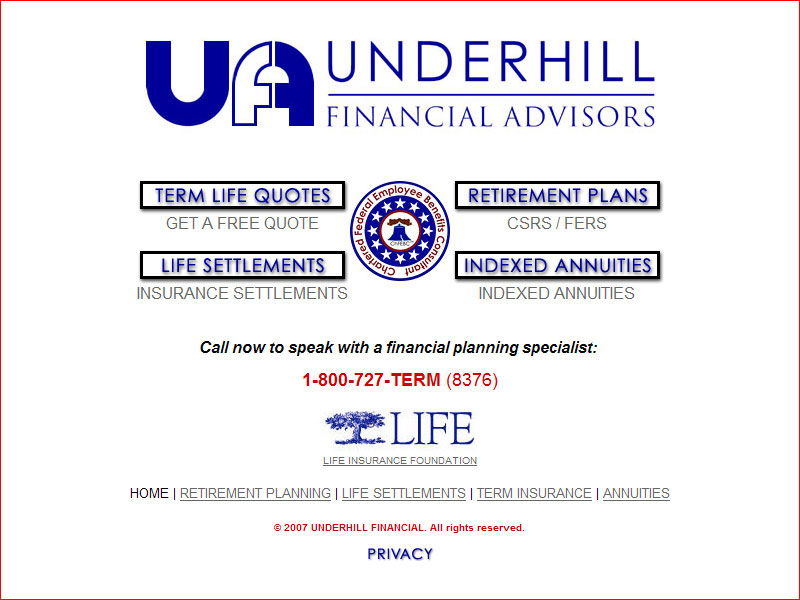 UFA UNDERHILL
FINANCIAL ADVISORS
TERM LIFE QUOTES
GET A FREE QUOTE
Chartered Federal Employee Benefits Consultant
RETIREMENT PLANS
CSRS / FERS
LIFE SETTLEMENTS
INSURANCE SETTLEMENTS
INDEXED ANNUITIES
INDEXED ANNUITIES
Call now to speak with a financial planning specialist:
1-800-727-TERM (8376)
LIFE
LIFE INSURANCE FOUNDATION
HOME | RETIREMENT PLANNING | LIFE SETTLEMENTS | TERM INSURANCE | ANNUITIES
© 2007 UNDERHILL FINANCIAL. All rights reserved.
PRIVACY